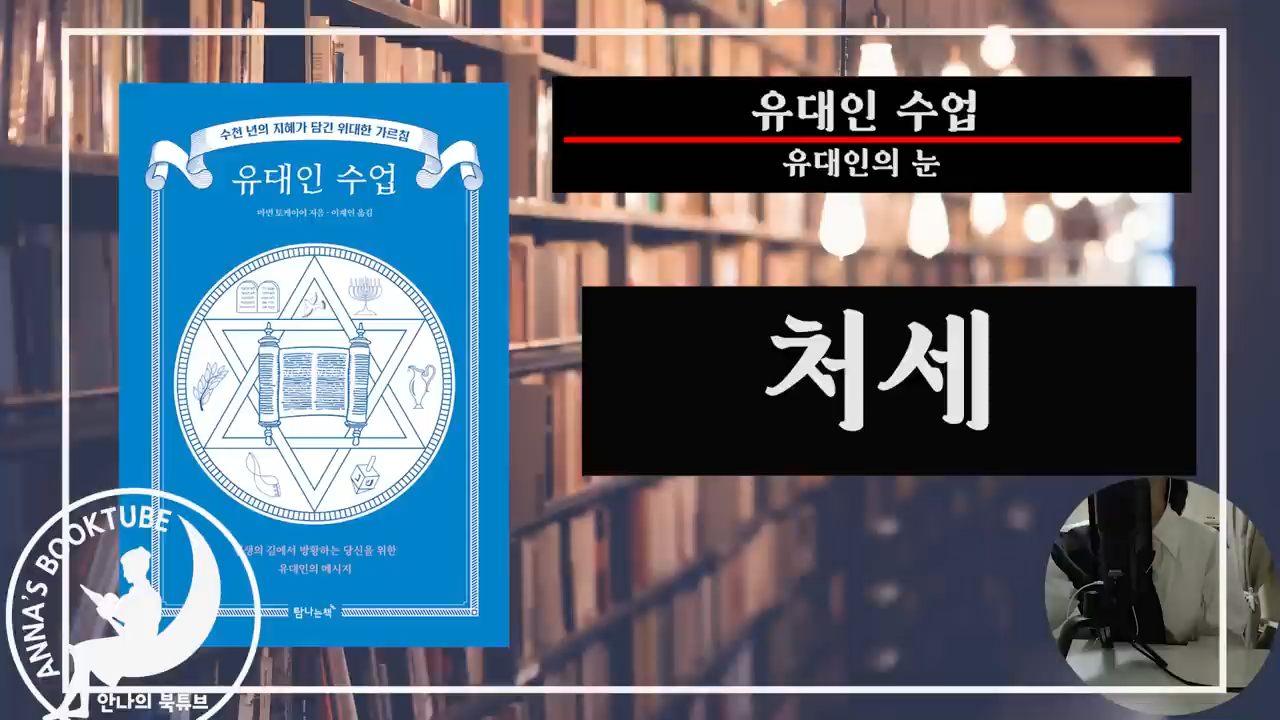 수천 년의 지혜가 담긴 위대한 가르침
유대인 수업
마빈 토케이어 지음 · 이재연 옮김
인생의 길에서 방황하는 당신을 위한
유대인의 메시지
탐나는책
유대인 수업
유대인의 눈
처세
ANNA'S BOOKTUBE
안나의 북튜브